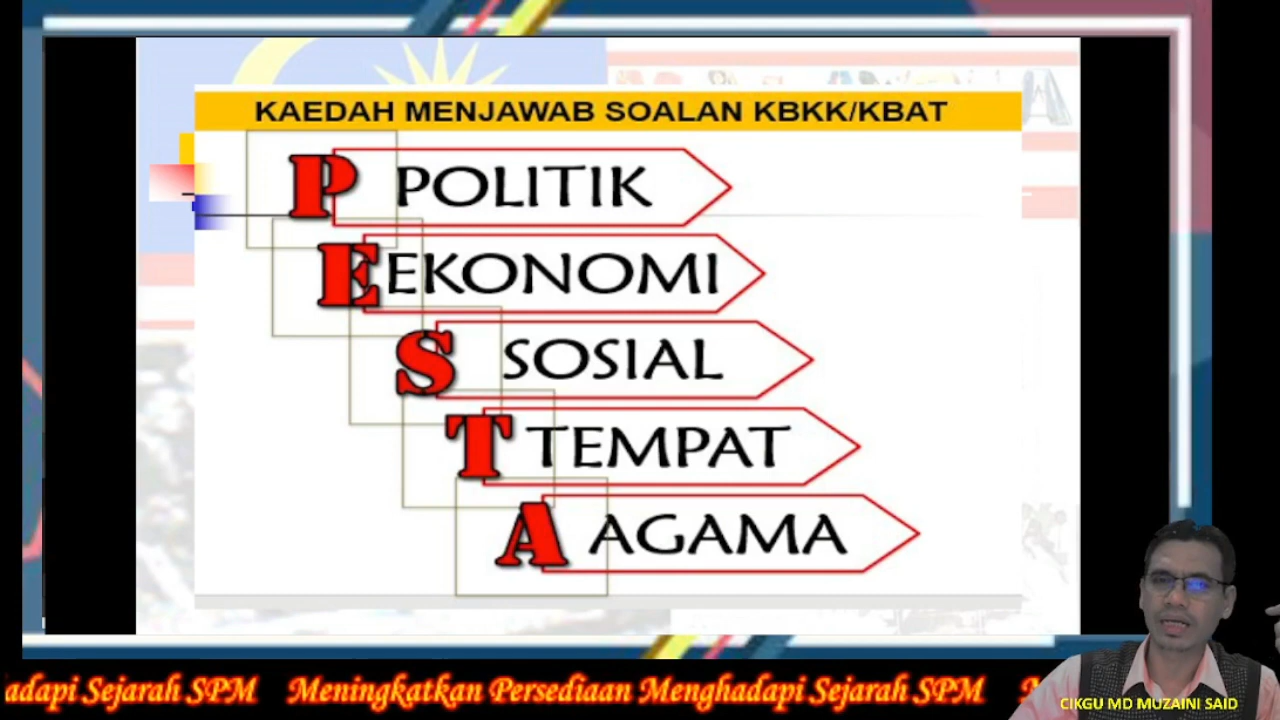 KAEDAH MENJAWAB SOALAN KBKK/KBAT
P POLITIK
E EKONOMI
S SOSIAL
T TEMPAT
A AGAMA
adapi Sejarah SPM Meningkatkan Persediaan Menghadapi Sejarah SPM
CIKGU MD MUZAINI SAID